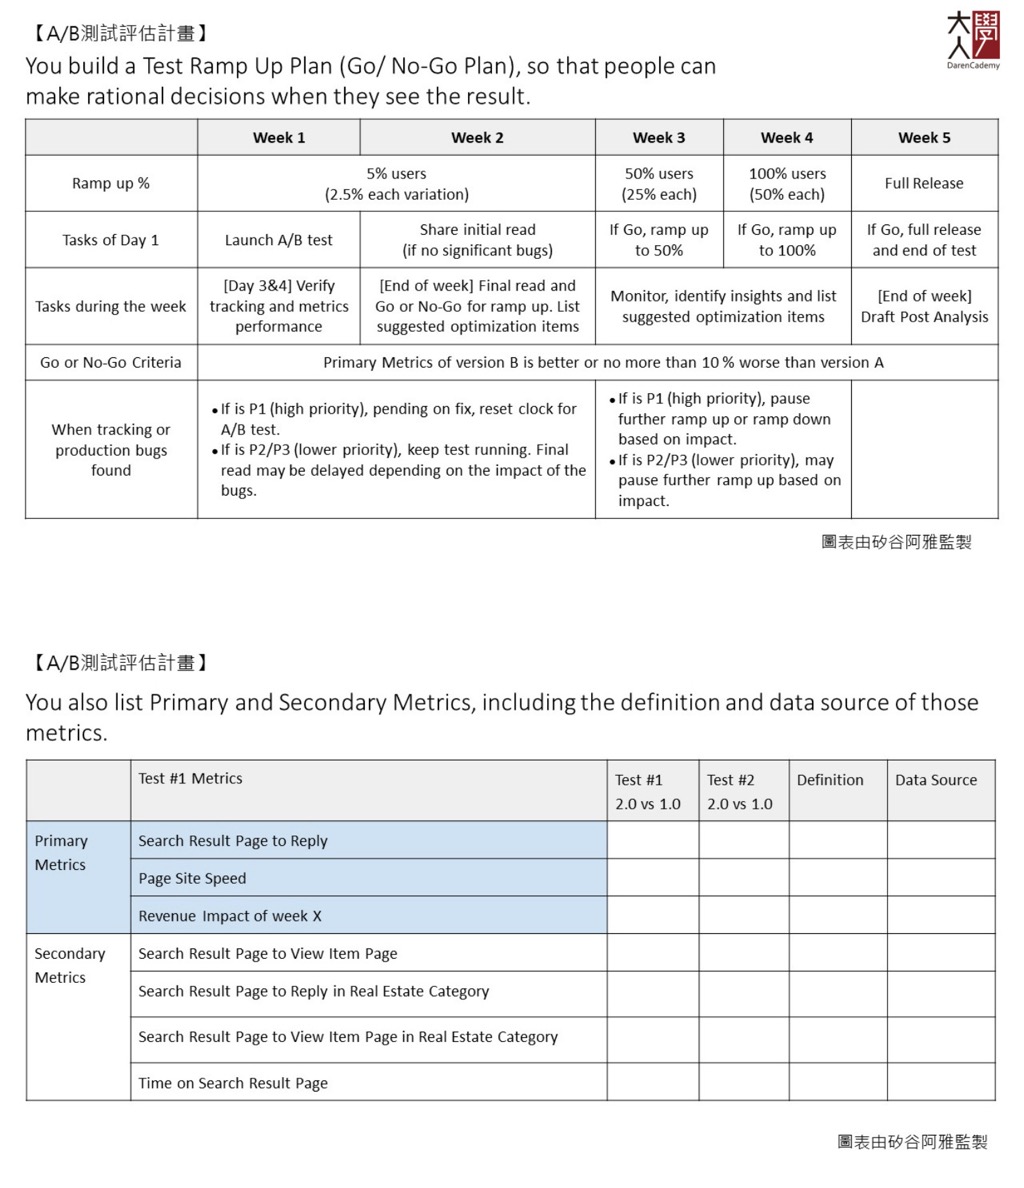 【A/B測試評估計畫】
大學
人
DarenCademy
You build a Test Ramp Up Plan (Go/ No-Go Plan), so that people can
make rational decisions when they see the result.
Week 1
Week 2
Week 3
Week 4
Week 5
Ramp up %
5% users
(2.5% each variation)
50% users
(25% each)
100% users
(50% each)
Full Release
Tasks of Day 1
Launch A/B test
Share initial read
(if no significant bugs)
If Go, ramp up
to 50%
If Go, ramp up
to 100%
If Go, full release
and end of test
Tasks during the week
[Day 3&4] Verify
tracking and metrics
performance
[End of week] Final read and
Go or No-Go for ramp up. List
suggested optimization items
Monitor, identify insights and list
suggested optimization items
[End of week]
Draft Post Analysis
Go or No-Go Criteria
Primary Metrics of version B is better or no more than 10 % worse than version A
When tracking or
production bugs
found
•If is P1 (high priority), pending on fix, reset clock for
A/B test.
•If is P2/P3 (lower priority), keep test running. Final
read may be delayed depending on the impact of the
bugs.
•If is P1 (high priority), pause
further ramp up or ramp down
based on impact.
•If is P2/P3 (lower priority), may
pause further ramp up based on
impact.
圖表由矽谷阿雅監製
【A/B測試評估計畫】
You also list Primary and Secondary Metrics, including the definition and data source of those
metrics.
Test #1 Metrics
Test #1
2.0 vs 1.0
Test #2
2.0 vs 1.0
Definition
Data Source
Primary
Metrics
Search Result Page to Reply
Page Site Speed
Revenue Impact of week X
Secondary
Metrics
Search Result Page to View Item Page
Search Result Page to Reply in Real Estate Category
Search Result Page to View Item Page in Real Estate Category
Time on Search Result Page
圖表由矽谷阿雅監製